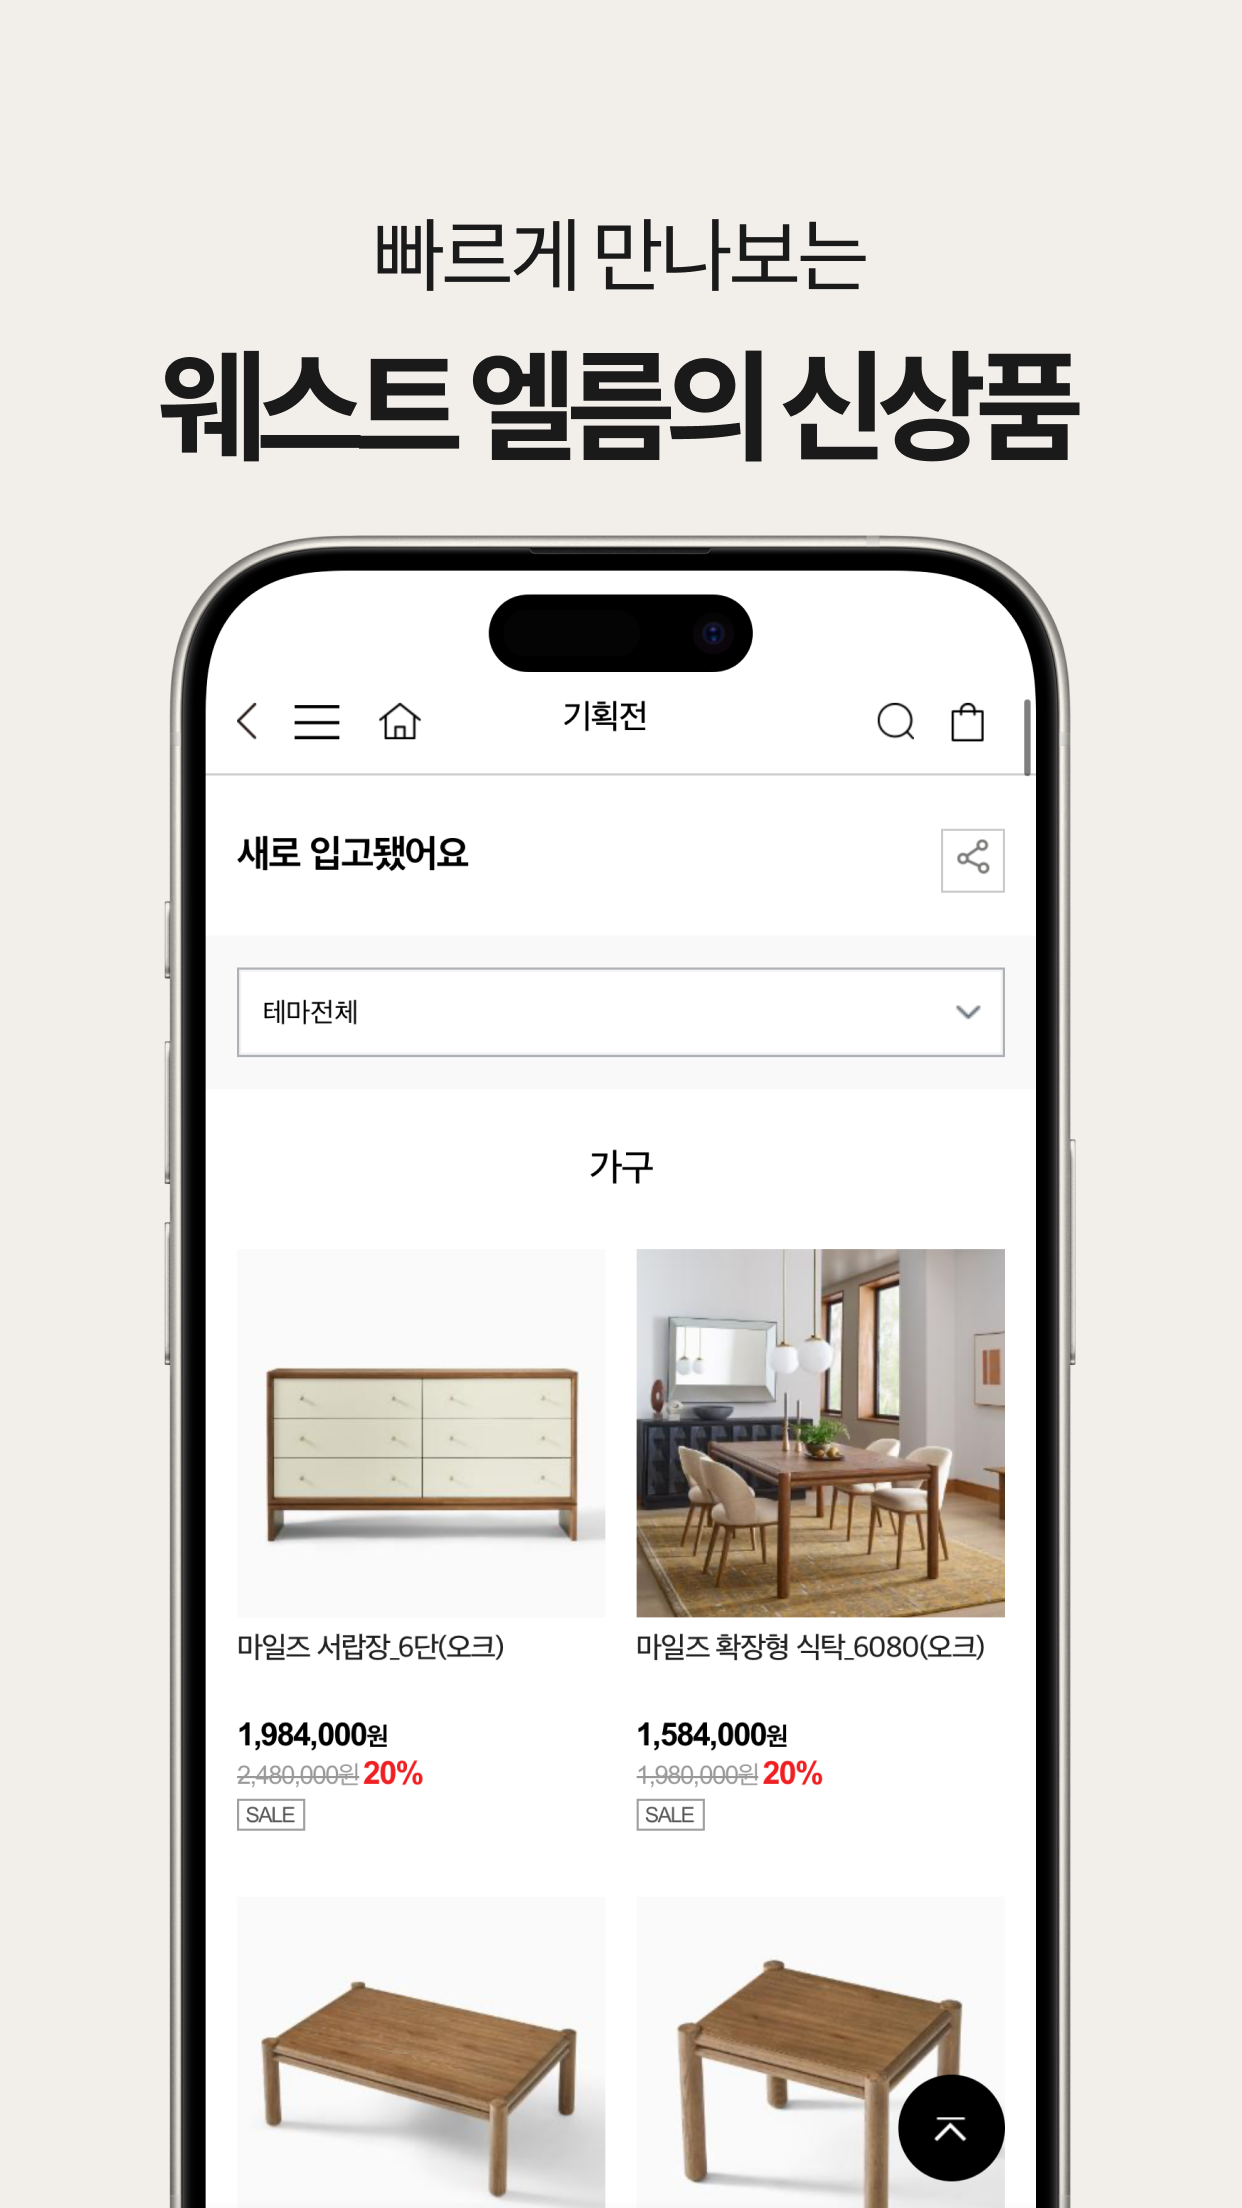 빠르게 만나보는
웨스트 엘름의 신상품
기획전
새로 입고됐어요
테마전체
가구
마일즈 서랍장_6단(오크)
1,984,000원
2,480,000원 20%
SALE
마일즈 확장형 식탁_6080(오크)
1,584,000원
1,980,000원 20%
SALE